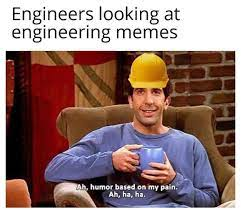 Engineers looking at
engineering memes
Ah, humor based on my pain.
Ah, ha, ha.